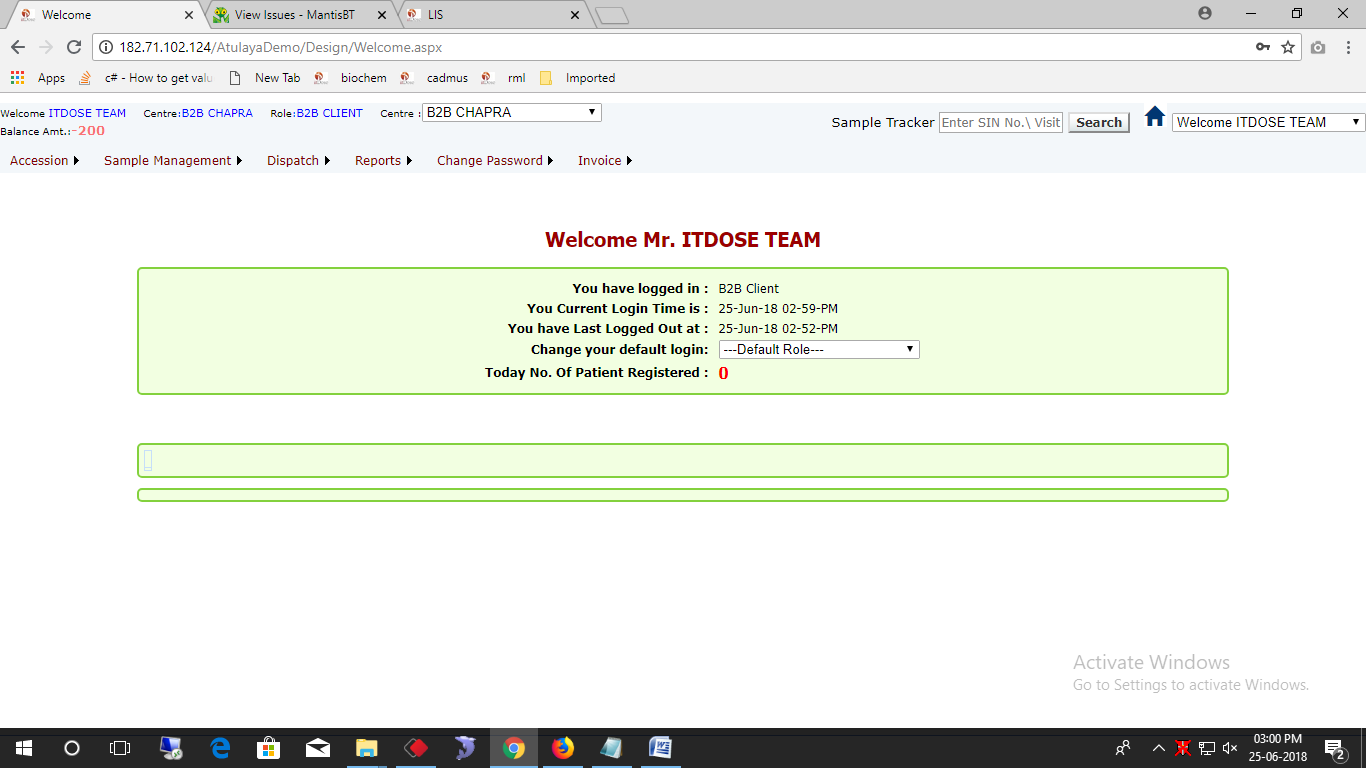 Welcome
View Issues - MantisBT
LIS
182.71.102.124/AtulayaDemo/Design/Welcome.aspx
Apps c# - How to get valu New Tab biochem cadmus rml Imported
Welcome ITDOSE TEAM Centre:B2B CHAPRA Role:B2B CLIENT Centre : B2B CHAPRA
Balance Amt.:-200
Sample Tracker Enter SIN No.\ Visit Search Welcome ITDOSE TEAM
Accession Sample Management Dispatch Reports Change Password Invoice
Welcome Mr. ITDOSE TEAM
You have logged in : B2B Client
You Current Login Time is : 25-Jun-18 02-59-PM
You have Last Logged Out at : 25-Jun-18 02-52-PM
Change your default login: ---Default Role---
Today No. Of Patient Registered : 0
Activate Windows
Go to Settings to activate Windows.
03:00 PM
25-06-2018
2